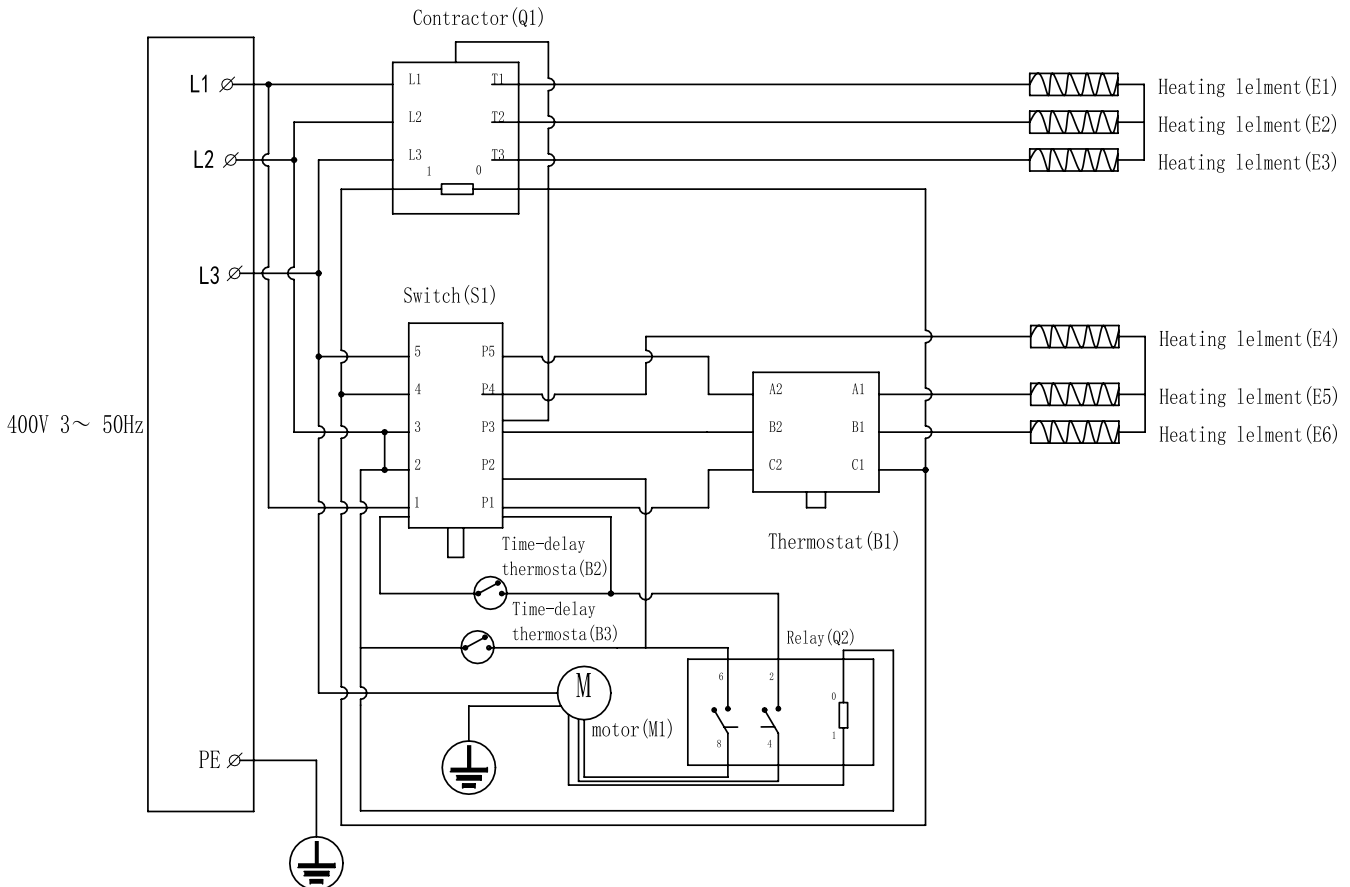 Contractor(Q1)
L1
L1
T1
Heating lelment(E1)
L2
T2
Heating lelment(E2)
L2
L3
T3
Heating lelment(E3)
1
0
L3
Switch(S1)
Heating lelment(E4)
5
P5
4
P4
A2
A1
Heating lelment(E5)
400V 3～ 50Hz
3
P3
B2
B1
Heating lelment(E6)
2
P2
C2
C1
1
P1
Thermostat(B1)
Time-delay
thermosta(B2)
Time-delay
thermosta(B3)
Relay(Q2)
6
2
0
M
motor(M1)
8
4
1
PE